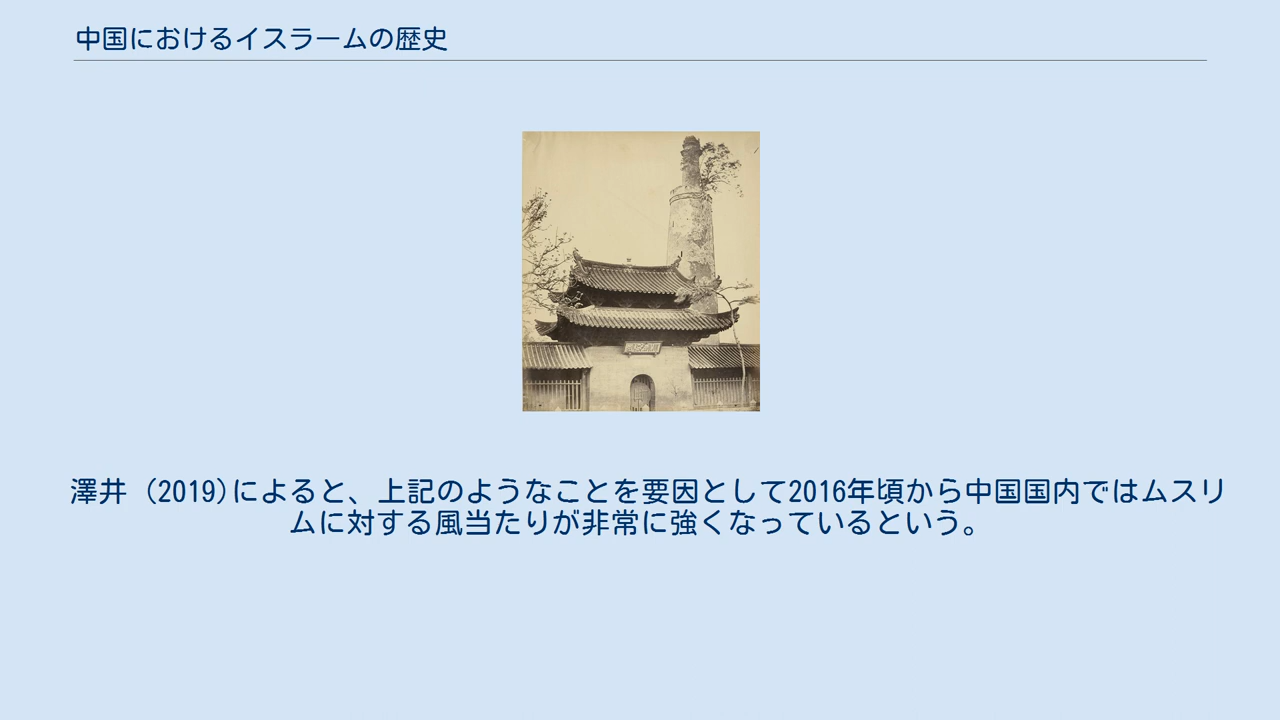 中国におけるイスラームの歴史
澤井 (2019)によると、上記のようなことを要因として2016年頃から中国国内ではムスリ
ムに対する風当たりが非常に強くなっているという。